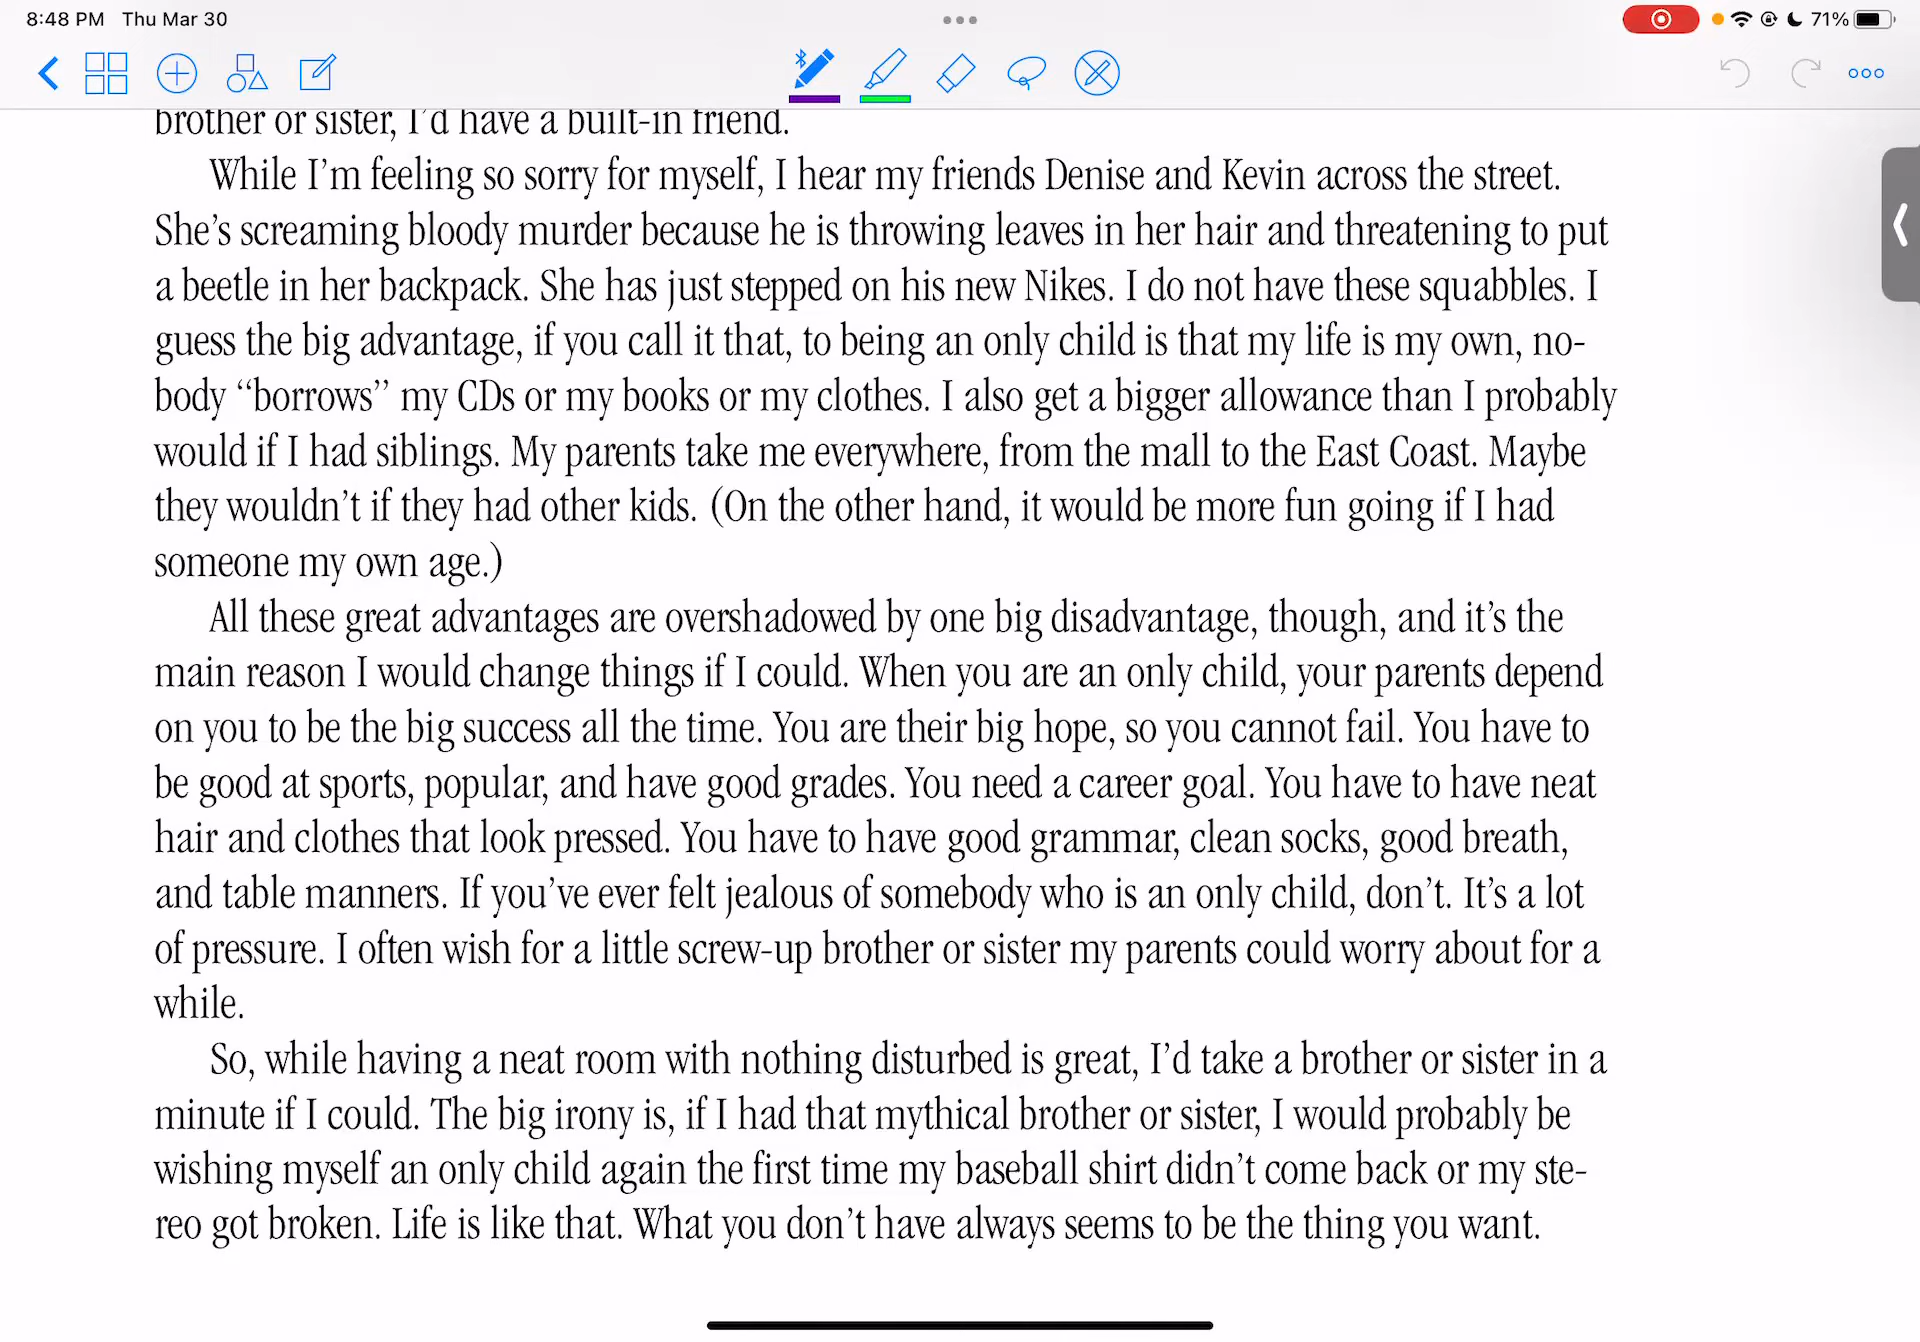 8:48 PM Thu Mar 30
71%
brother or sister, I’d have a built-in friend.
While I’m feeling so sorry for myself, I hear my friends Denise and Kevin across the street.
She’s screaming bloody murder because he is throwing leaves in her hair and threatening to put
a beetle in her backpack. She has just stepped on his new Nikes. I do not have these squabbles. I
guess the big advantage, if you call it that, to being an only child is that my life is my own, no-
body “borrows” my CDs or my books or my clothes. I also get a bigger allowance than I probably
would if I had siblings. My parents take me everywhere, from the mall to the East Coast. Maybe
they wouldn’t if they had other kids. (On the other hand, it would be more fun going if I had
someone my own age.)
All these great advantages are overshadowed by one big disadvantage, though, and it’s the
main reason I would change things if I could. When you are an only child, your parents depend
on you to be the big success all the time. You are their big hope, so you cannot fail. You have to
be good at sports, popular, and have good grades. You need a career goal. You have to have neat
hair and clothes that look pressed. You have to have good grammar, clean socks, good breath,
and table manners. If you’ve ever felt jealous of somebody who is an only child, don’t. It’s a lot
of pressure. I often wish for a little screw-up brother or sister my parents could worry about for a
while.
So, while having a neat room with nothing disturbed is great, I’d take a brother or sister in a
minute if I could. The big irony is, if I had that mythical brother or sister, I would probably be
wishing myself an only child again the first time my baseball shirt didn’t come back or my ste-
reo got broken. Life is like that. What you don’t have always seems to be the thing you want.